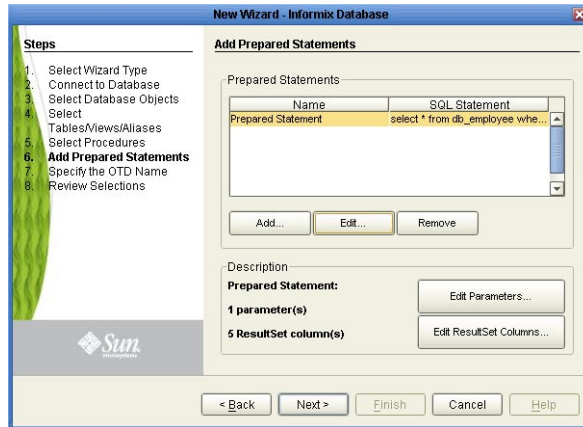 New Wizard - Informix Database
Steps
1. Select Wizard Type
2. Connect to Database
3. Select Database Objects
4. Select
Tables/Views/Aliases
5. Select Procedures
6. Add Prepared Statements
7. Specify the OTD Name
8. Review Selections
Sun
microsystems
Add Prepared Statements
Prepared Statements
Name SQL Statement
Prepared Statement select * from db_employee whe...
Add... Edit... Remove
Description
Prepared Statement:
1 parameter(s)
5 ResultSet column(s)
Edit Parameters...
Edit ResultSet Columns...
< Back Next > Finish Cancel Help